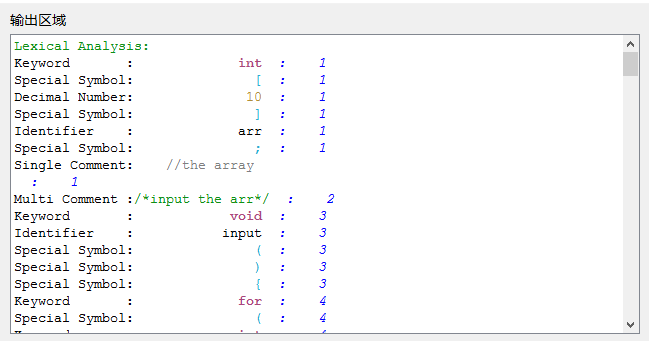 输出区域
Lexical Analysis:
Keyword : int : 1
Special Symbol: [ : 1
Decimal Number: 10 : 1
Special Symbol: ] : 1
Identifier : arr : 1
Special Symbol: ; : 1
Single Comment: //the array
: 1
Multi Comment :/*input the arr*/ : 2
Keyword : void : 3
Identifier : input : 3
Special Symbol: ( : 3
Special Symbol: ) : 3
Special Symbol: { : 3
Keyword : for : 4
Special Symbol: ( : 4